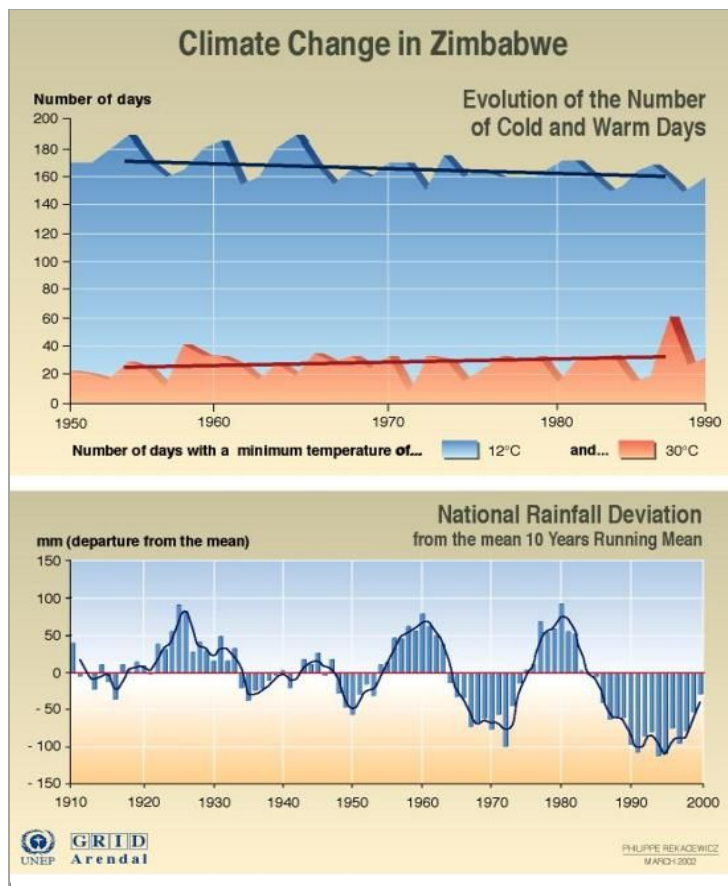 Climate Change in Zimbabwe
Number of days
Evolution of the Number
of Cold and Warm Days
200
180
160
140
120
100
80
60
40
20
0
1950 1960 1970 1980 1990
Number of days with a minimum temperature of... 12°C and... 30°C
National Rainfall Deviation
mm (departure from the mean) from the mean 10 Years Running Mean
150
100
50
0
- 50
- 100
- 150
1910 1920 1930 1940 1950 1960 1970 1980 1990 2000
UNEP
GRID
Arendal
PHILIPPE REKACEWICZ
MARCH 2002